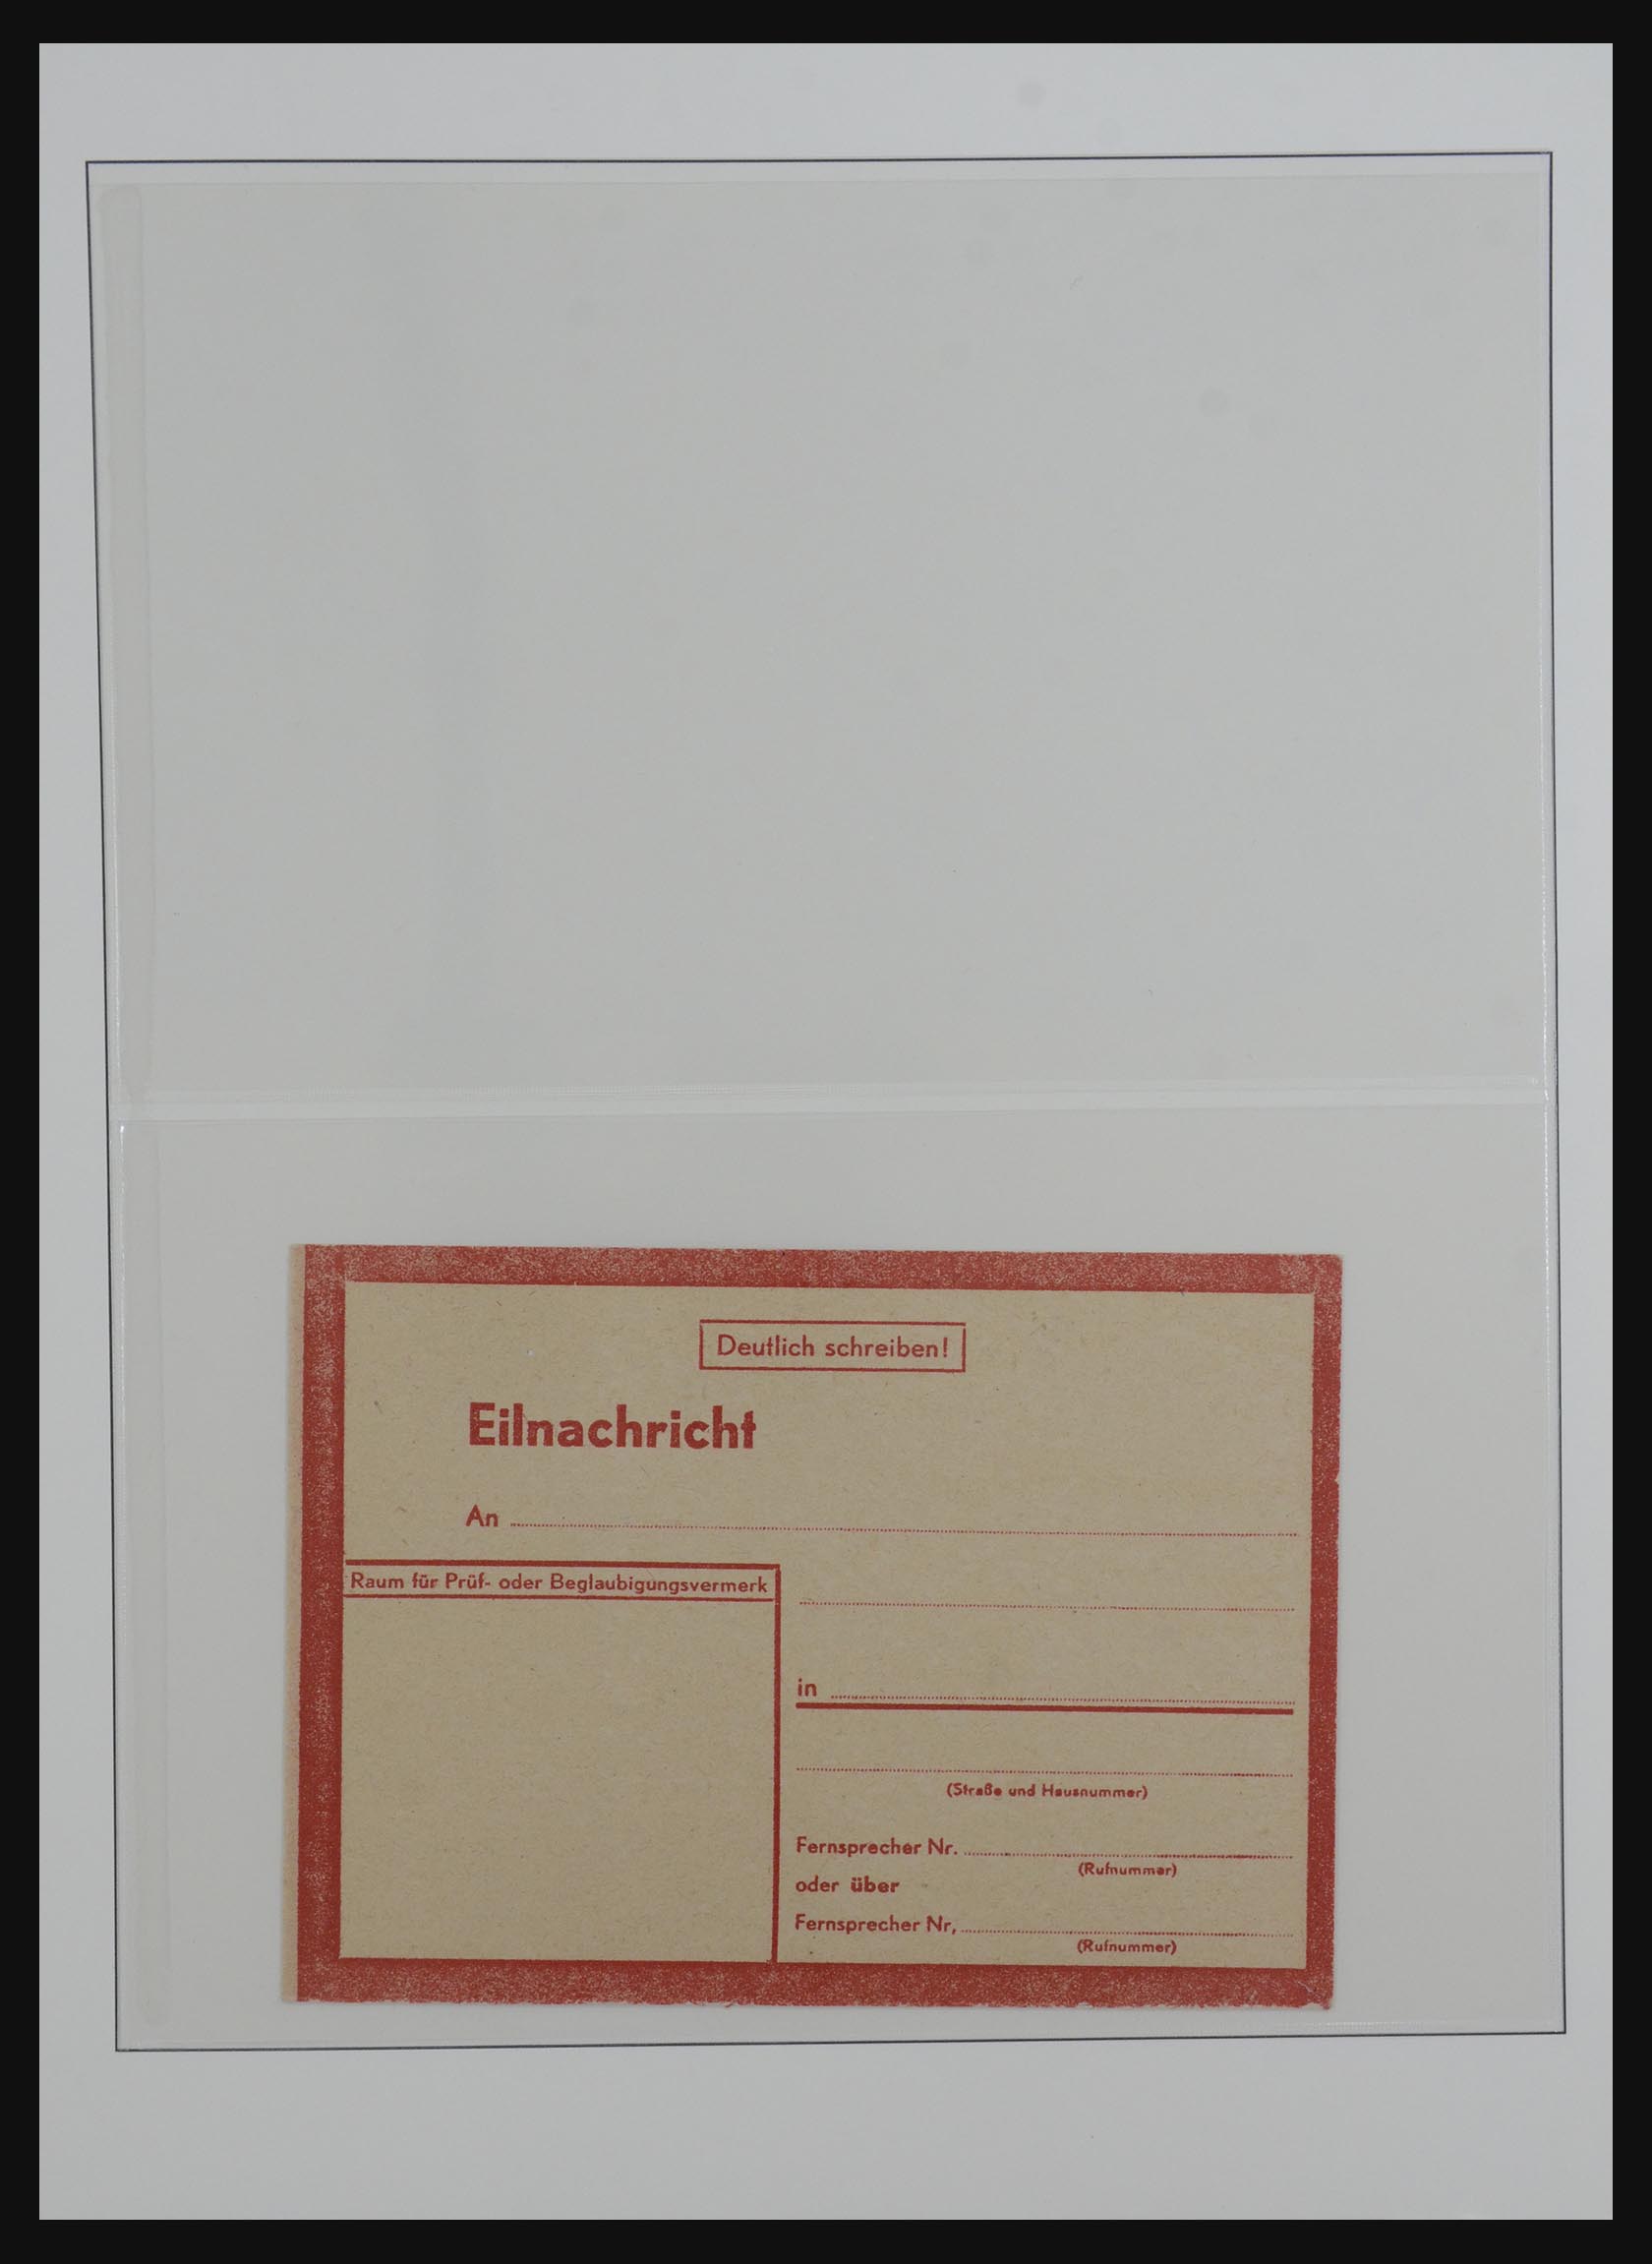 Deutlich schreiben!
Eilnachricht
An
Raum für Prüf- oder Beglaubigungsvermerk
in
(Straße und Hausnummer)
Fernsprecher Nr.
(Rufnummer)
oder über
Fernsprecher Nr.
(Rufnummer)